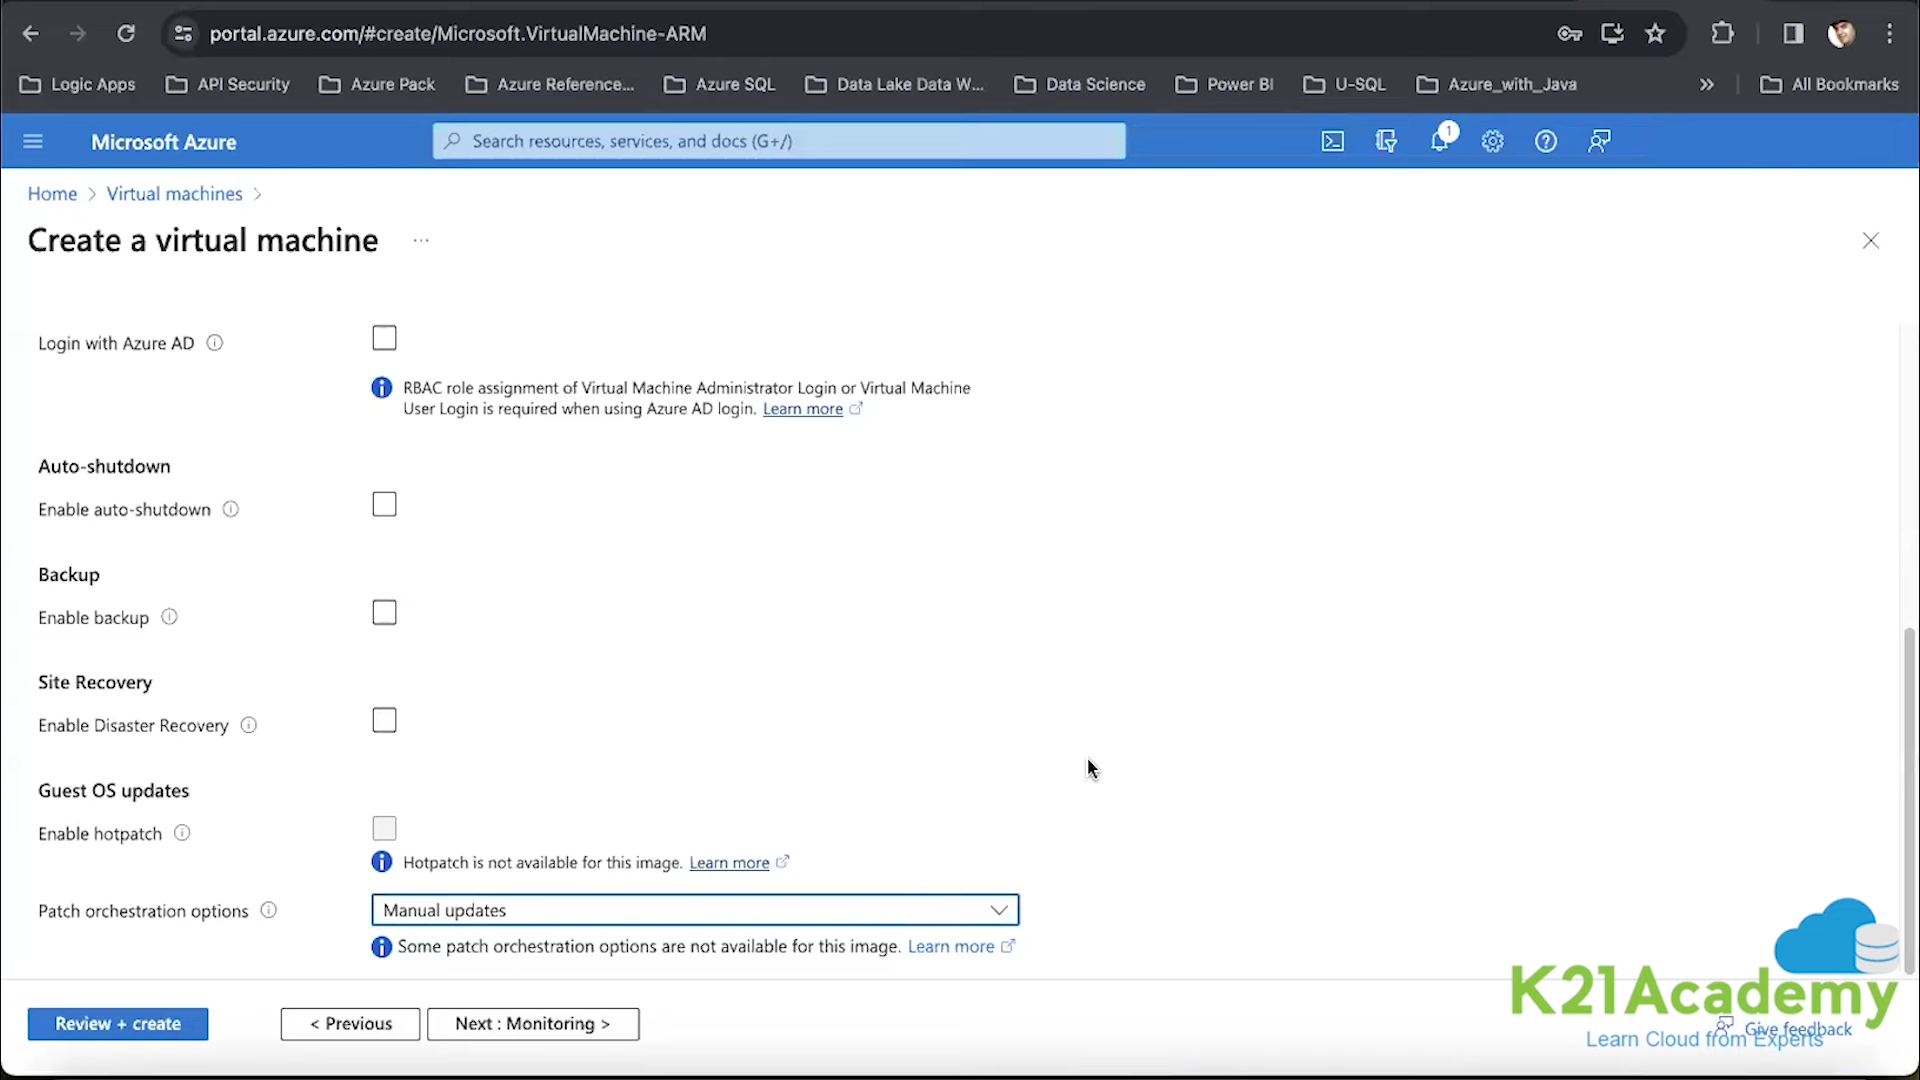 portal.azure.com/#create/Microsoft.VirtualMachine-ARM
Logic Apps API Security Azure Pack Azure Reference... Azure SQL Data Lake Data W... Data Science Power BI U-SQL Azure_with_Java » All Bookmarks
Microsoft Azure Search resources, services, and docs (G+/) 1
Home > Virtual machines >
Create a virtual machine ...
Login with Azure AD
RBAC role assignment of Virtual Machine Administrator Login or Virtual Machine
User Login is required when using Azure AD login. Learn more
Auto-shutdown
Enable auto-shutdown
Backup
Enable backup
Site Recovery
Enable Disaster Recovery
Guest OS updates
Enable hotpatch
Hotpatch is not available for this image. Learn more
Patch orchestration options Manual updates
Some patch orchestration options are not available for this image. Learn more
Review + create < Previous Next : Monitoring >
K21Academy
Give feedback
Learn Cloud from Experts